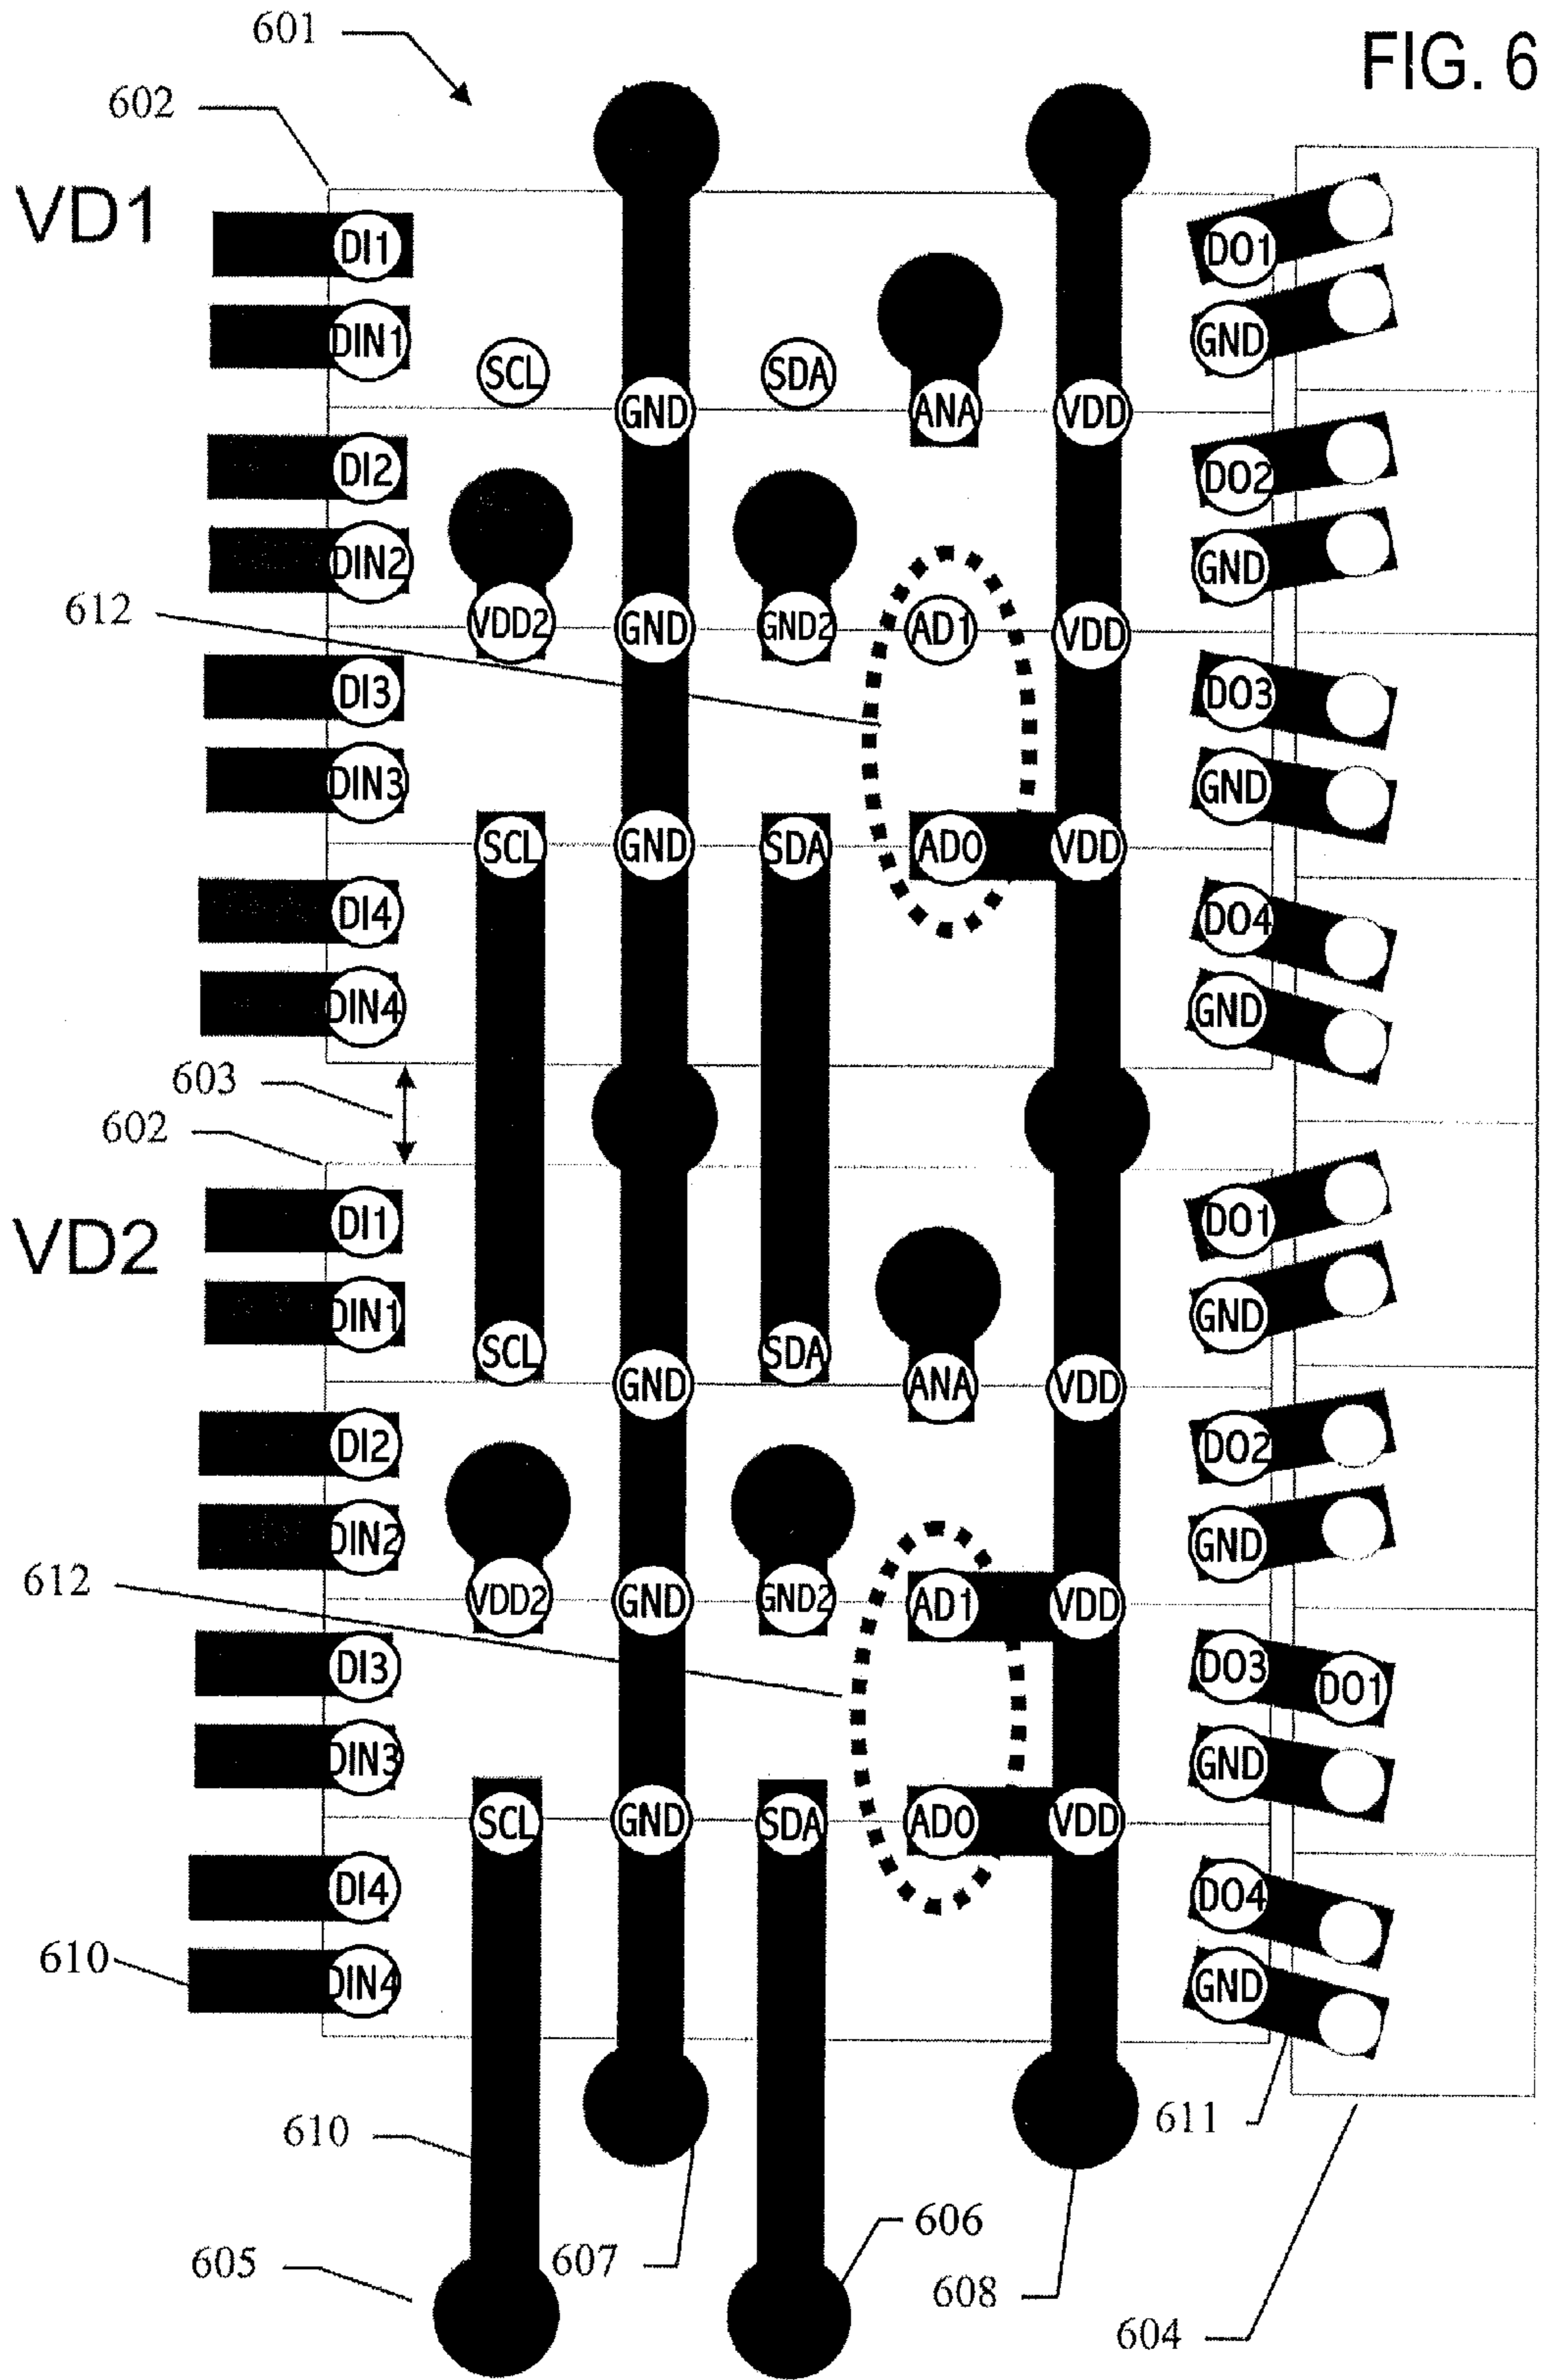 601
FIG. 6
602
VD1
DI1
DO1
DIN1
GND
SCL
SDA
GND
ANA
VDD
DI2
DO2
DIN2
GND
612
VDD2
GND
GND2
AD1
VDD
DI3
DO3
DIN3
GND
SCL
GND
SDA
AD0
VDD
DI4
DO4
DIN4
GND
603
602
VD2
DI1
DO1
DIN1
GND
SCL
SDA
GND
ANA
VDD
DI2
DO2
DIN2
GND
612
VDD2
GND
GND2
AD1
VDD
DI3
DO3
DO1
DIN3
GND
SCL
GND
SDA
AD0
VDD
DI4
DO4
610
DIN4
GND
610
611
605
607
606
608
604